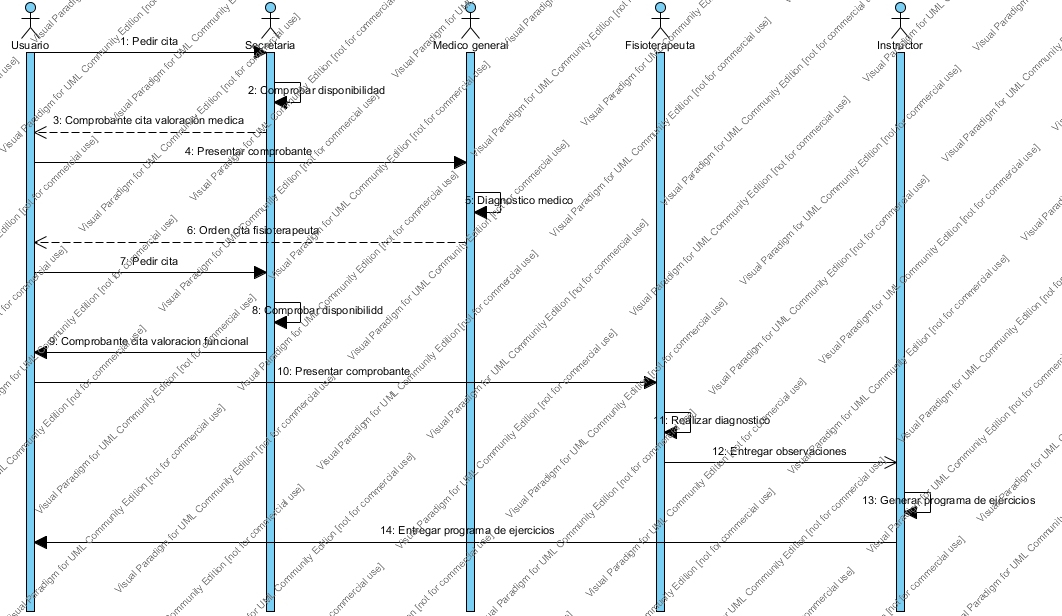 Usuario
Secretaria
Medico general
Fisioterapeuta
Instructor
1: Pedir cita
2: Comprobar disponibilidad
3: Comprobante cita valoración medica
4: Presentar comprobante
5: Diagnostico medico
6: Orden cita fisioterapeuta
7: Pedir cita
8: Comprobar disponibilidd
9: Comprobante cita valoracion funcional
10: Presentar comprobante
11: Realizar diagnostico
12: Entregar observaciones
13: Generar programa de ejercicios
14: Entregar programa de ejercicios
Visual Paradigm for UML Community Edition [not for commercial use]